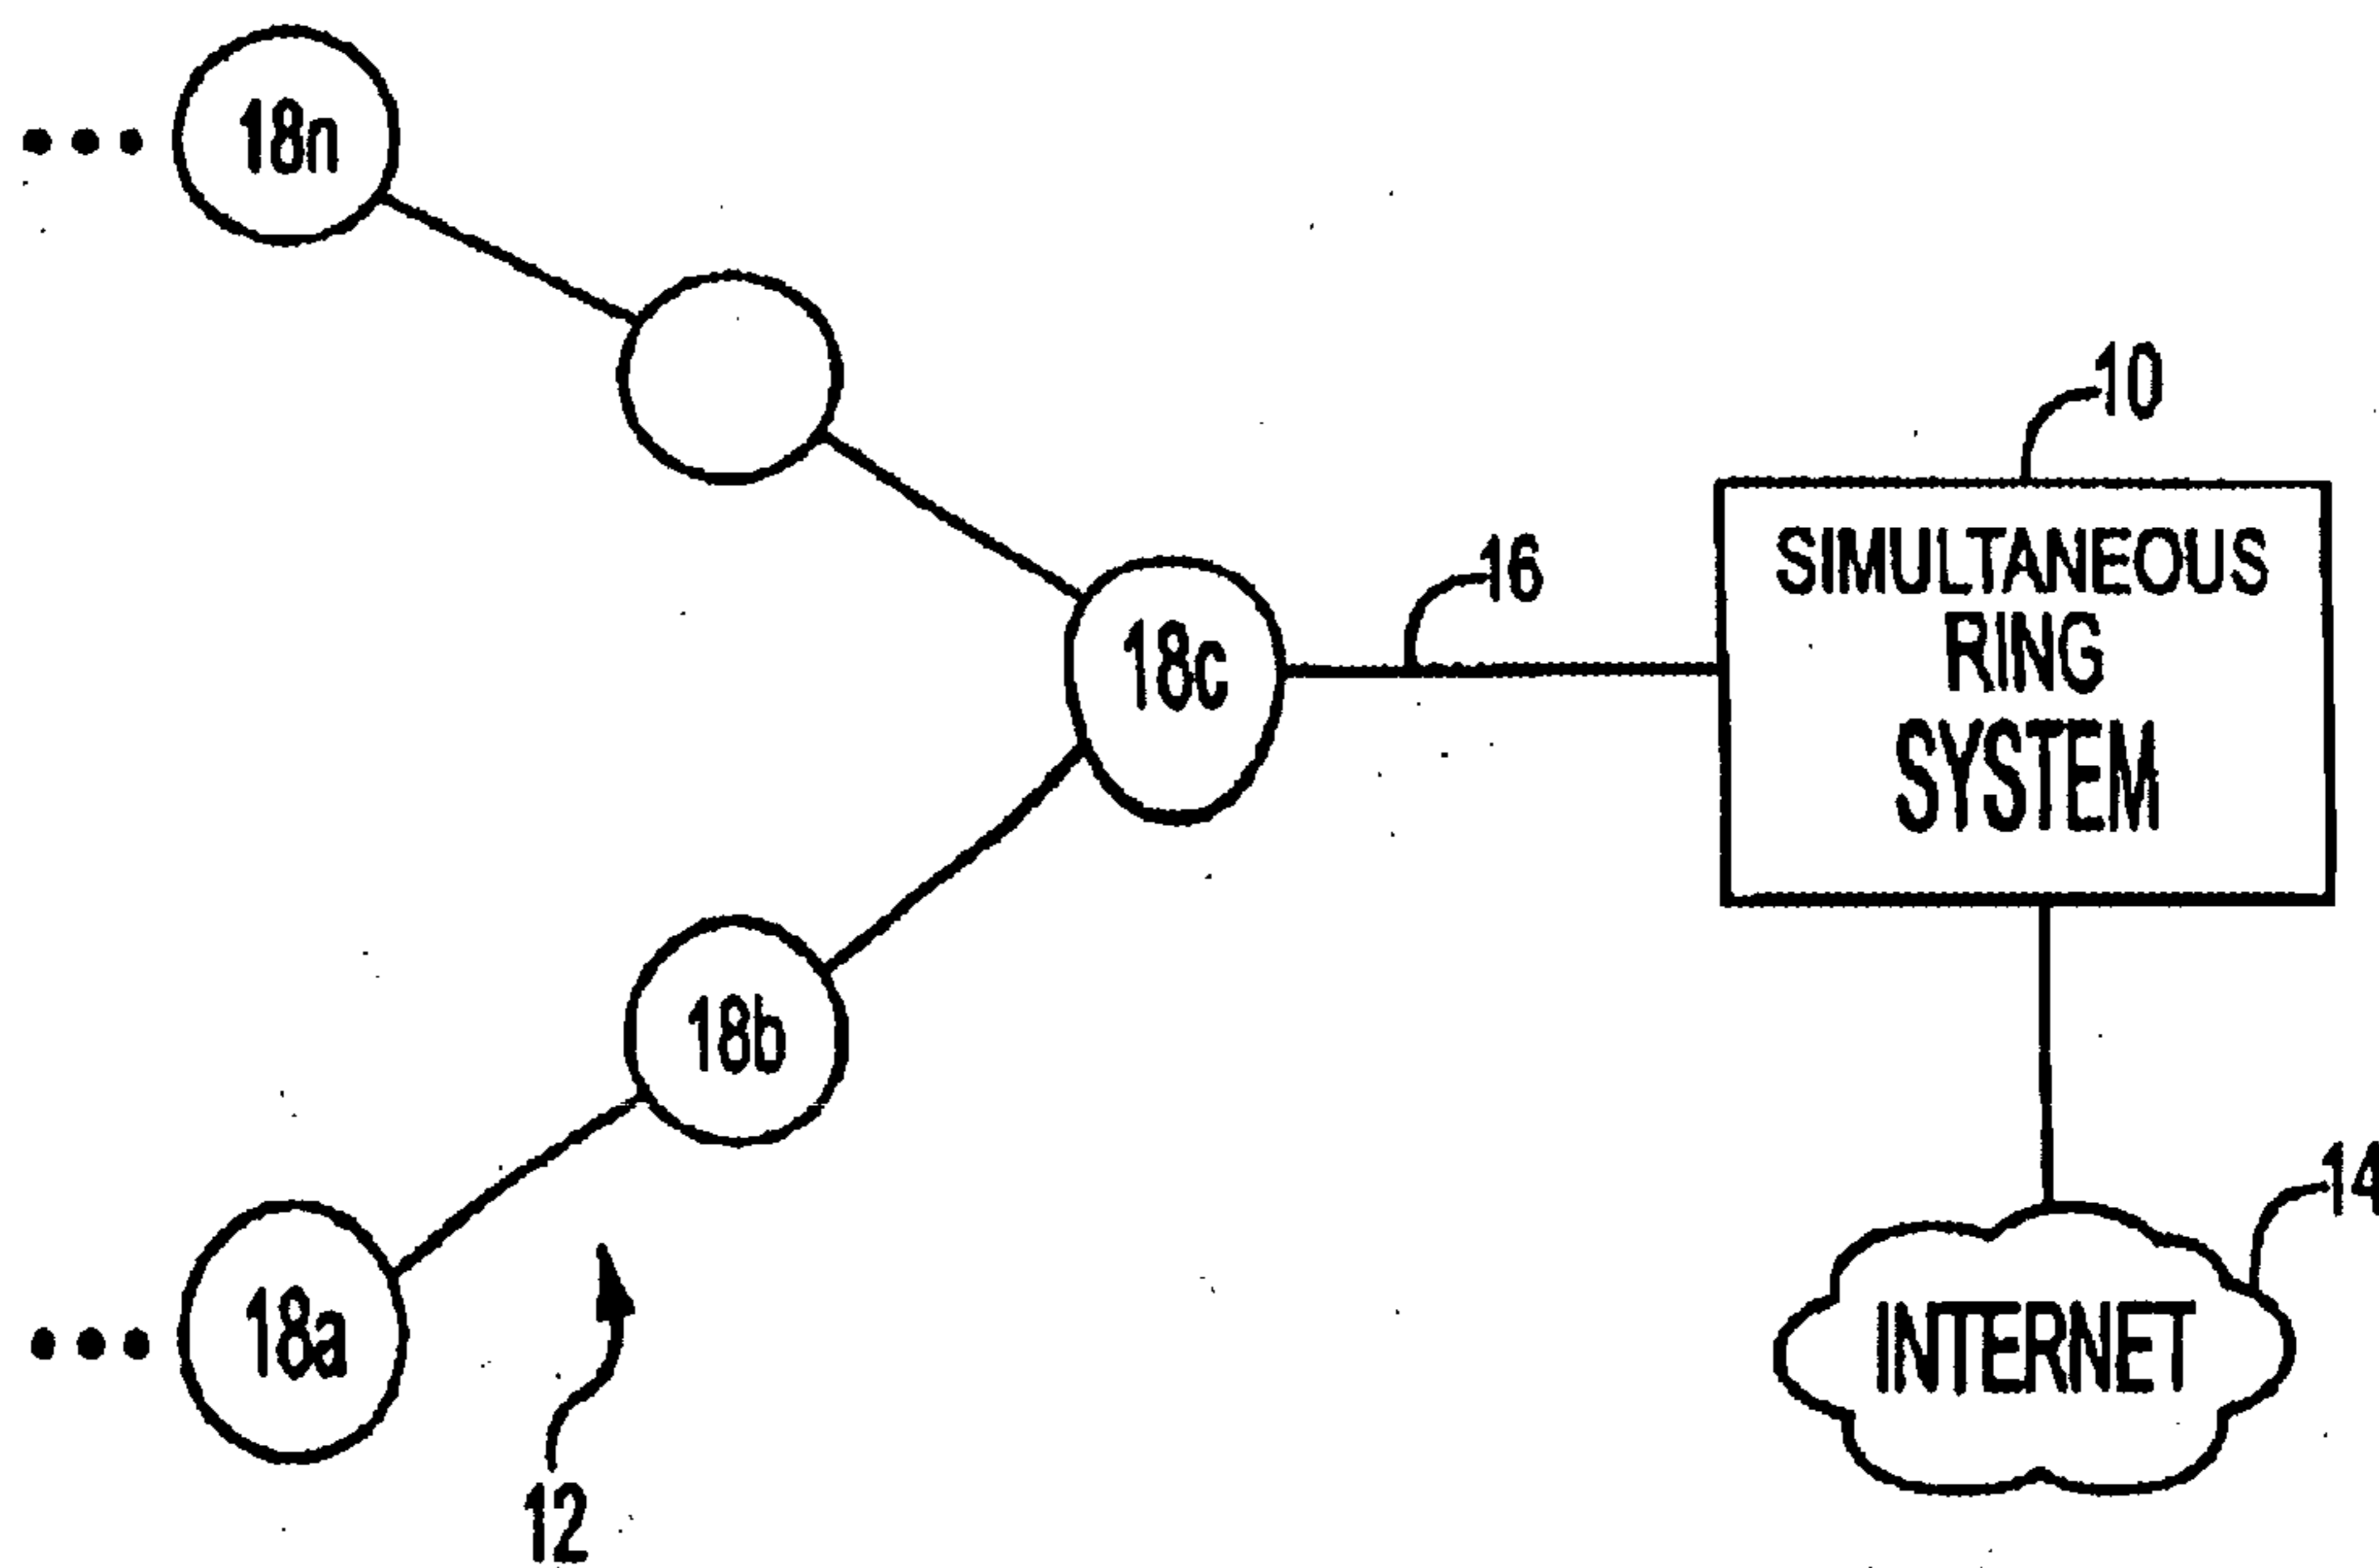 18n
10
16
SIMULTANEOUS
RING
SYSTEM
18c
18b
14
18a
INTERNET
12